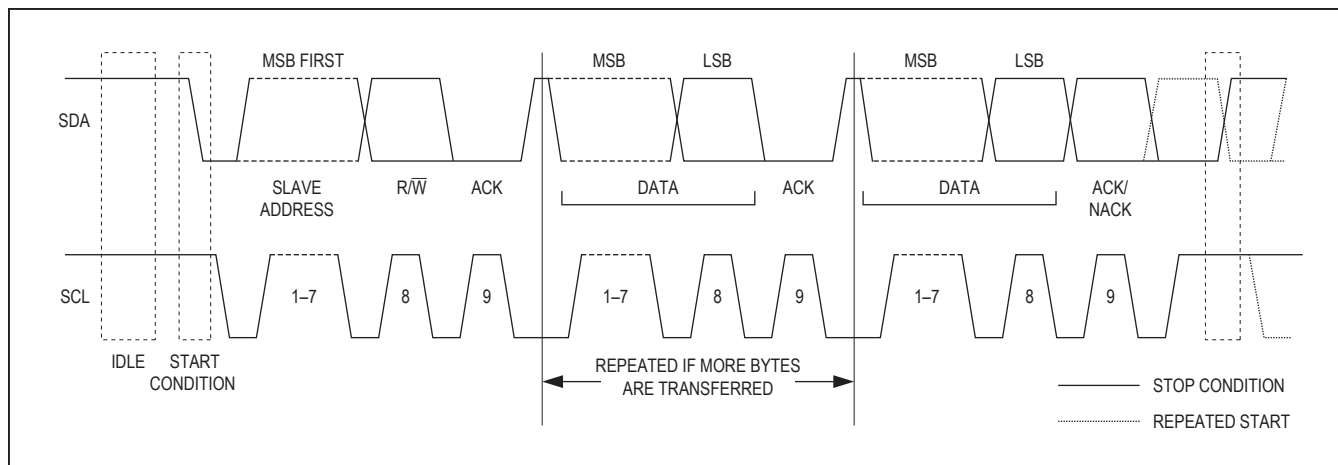 MSB FIRST
MSB
LSB
MSB
LSB
SDA
SLAVE
ADDRESS
R/W̅
ACK
DATA
ACK
DATA
ACK/
NACK
SCL
1–7
8
9
1–7
8
9
1–7
8
9
IDLE
START
CONDITION
REPEATED IF MORE BYTES
ARE TRANSFERRED
STOP CONDITION
REPEATED START